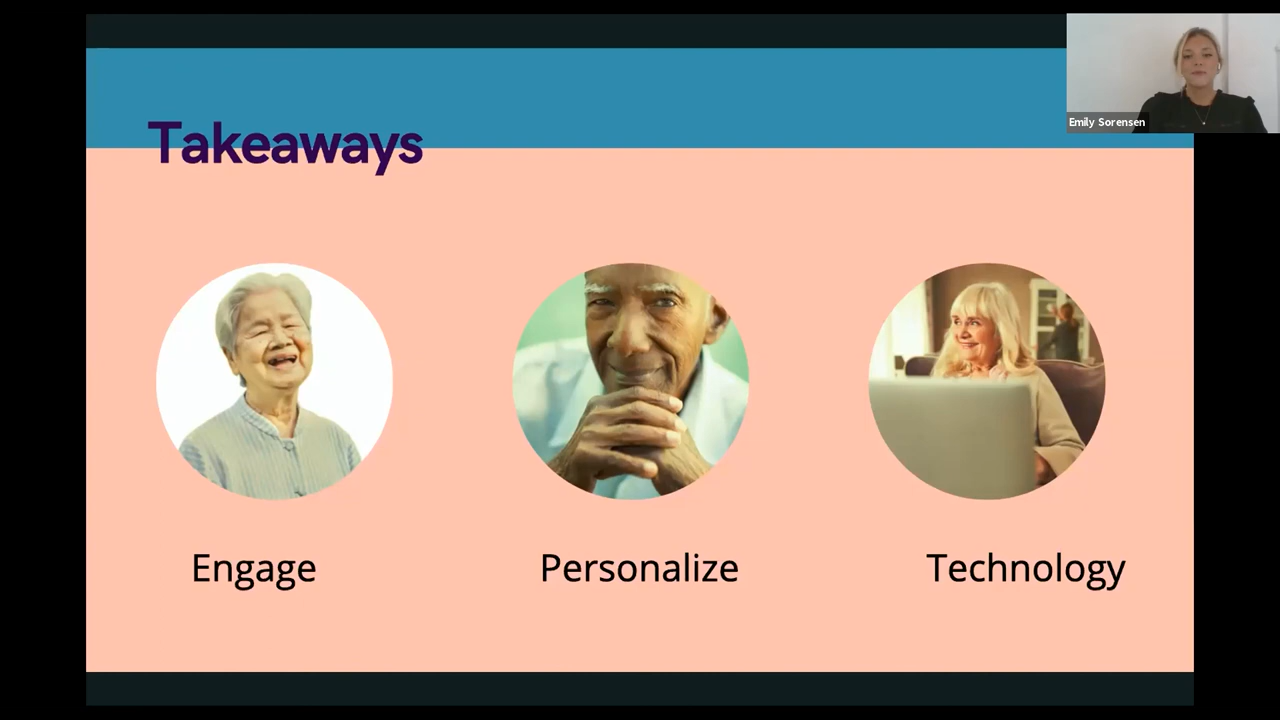 Takeaways
Emily Sorensen
Engage
Personalize
Technology